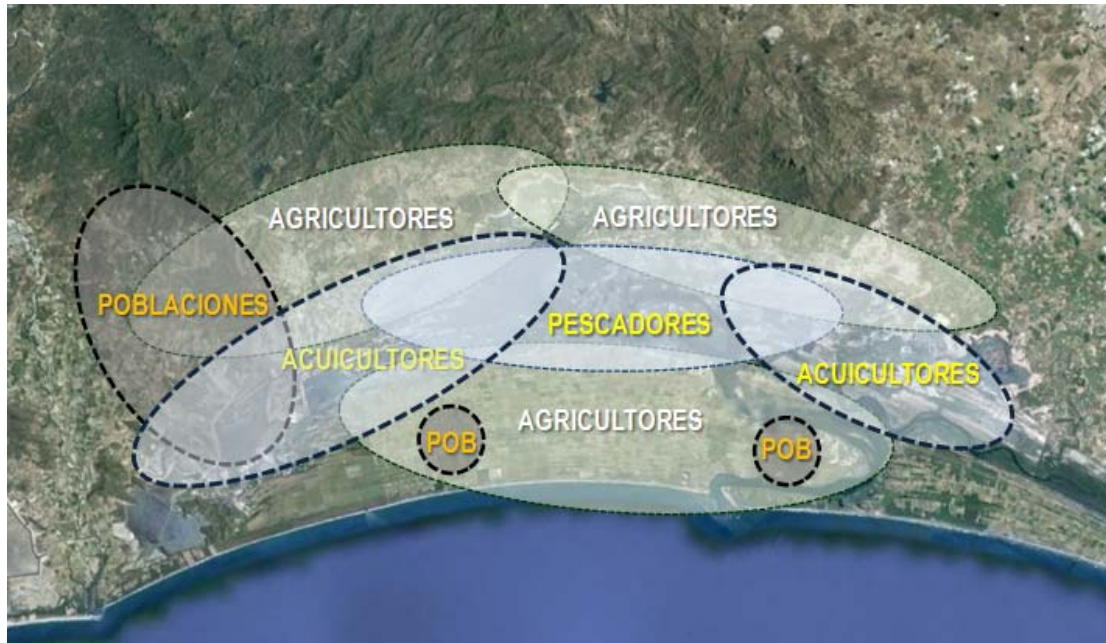 AGRICULTORES
AGRICULTORES
POBLACIONES
PESCADORES
ACUICULTORES
ACUICULTORES
AGRICULTORES
POB
POB